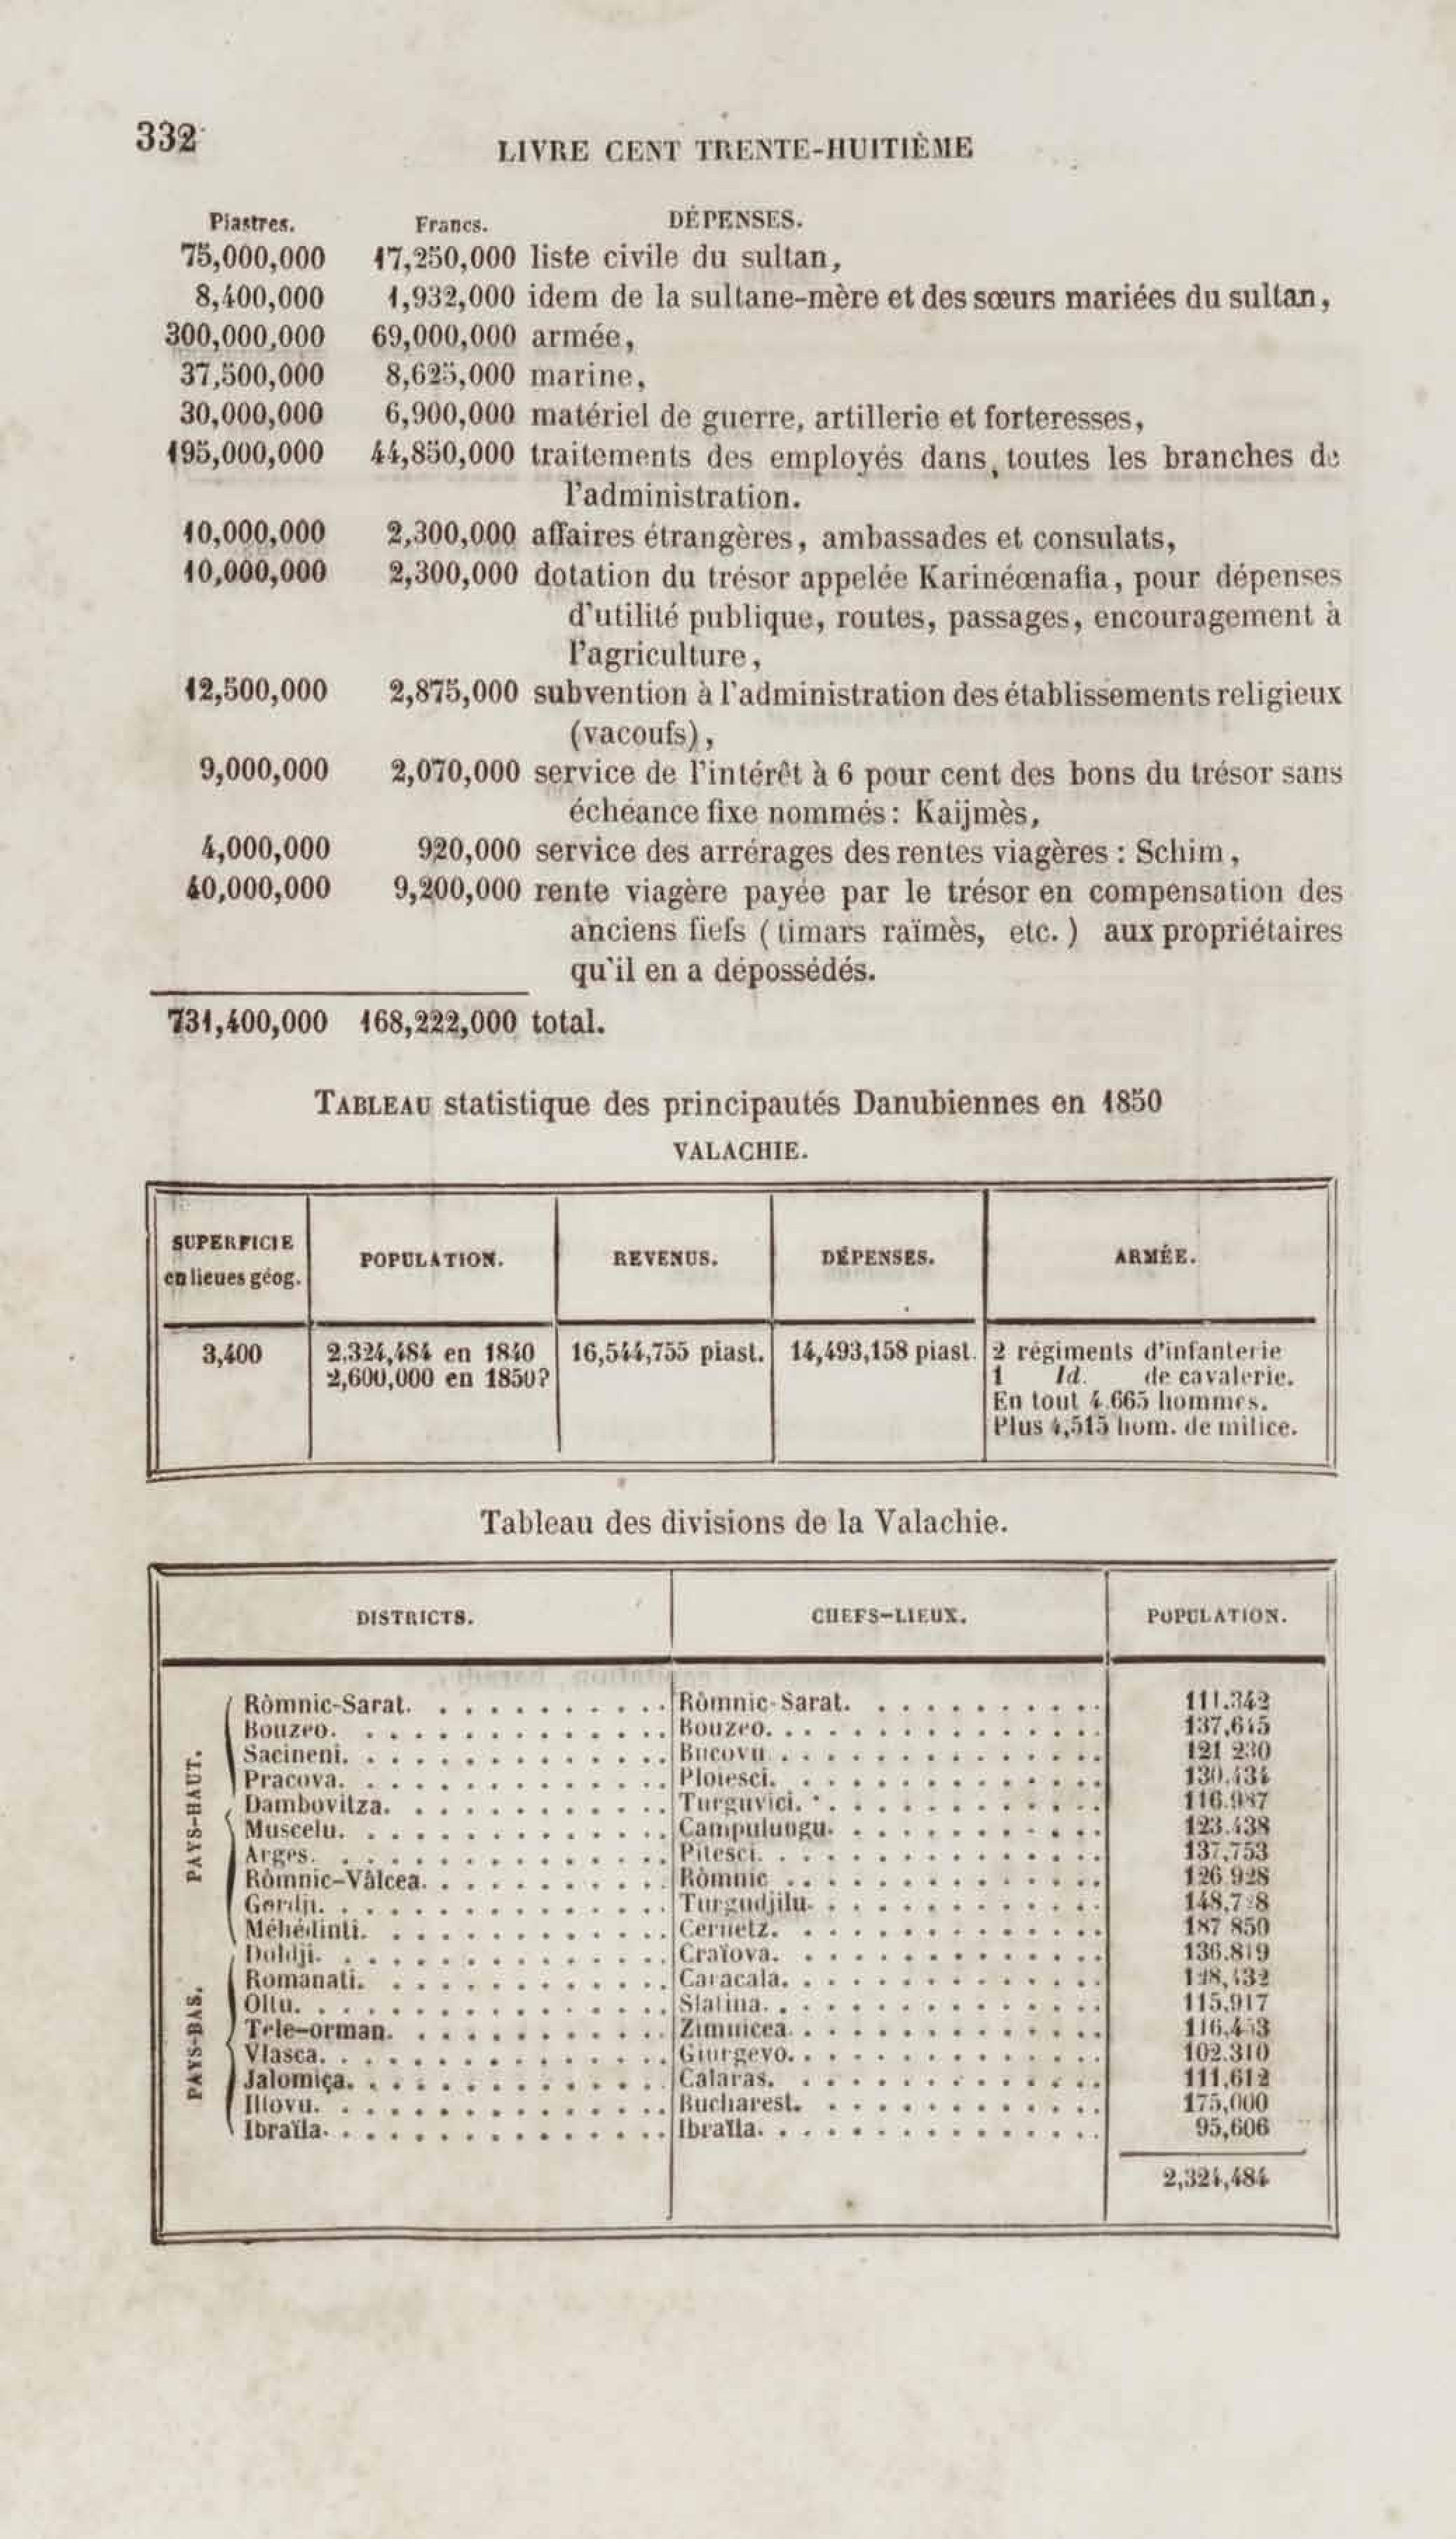 332
LIVRE CENT TRENTE-HUITIÈME
Piastres. Francs. DÉPENSES.
75,000,000 17,250,000 liste civile du sultan,
8,400,000 1,932,000 idem de la sultane-mère et des sœurs mariées du sultan,
300,000,000 69,000,000 armée,
37,500,000 8,625,000 marine,
30,000,000 6,900,000 matériel de guerre, artillerie et forteresses,
195,000,000 44,850,000 traitements des employés dans toutes les branches de
l'administration.
10,000,000 2,300,000 affaires étrangères, ambassades et consulats,
10,000,000 2,300,000 dotation du trésor appelée Karinéœnafia, pour dépenses
d'utilité publique, routes, passages, encouragement à
l'agriculture,
12,500,000 2,875,000 subvention à l'administration des établissements religieux
(vacoufs),
9,000,000 2,070,000 service de l'intérêt à 6 pour cent des bons du trésor sans
échéance fixe nommés: Kaijmès,
4,000,000 920,000 service des arrérages des rentes viagères : Schim,
40,000,000 9,200,000 rente viagère payée par le trésor en compensation des
anciens fiefs (timars raïmès, etc.) aux propriétaires
qu'il en a dépossédés.
731,400,000 168,222,000 total.
TABLEAU statistique des principautés Danubiennes en 1850
VALACHIE.
SUPERFICIE
en lieues géog.
POPULATION.
REVENUS.
DÉPENSES.
ARMÉE.
3,400
2,324,484 en 1840
2,600,000 en 1850?
16,544,755 piast.
14,493,158 piast.
2 régiments d'infanterie
1 Id. de cavalerie.
En tout 4,665 hommes.
Plus 4,515 hom. de milice.
Tableau des divisions de la Valachie.
DISTRICTS. CHEFS-LIEUX. POPULATION.
PAYS-HAUT.
Rômnic-Sarat. Rômnic-Sarat. 111.342
Bouzeo. Bouzeo. 137,645
Sacineni. Bucovu. 121 230
Pracova. Ploiesci. 130.434
Dambovitza. Turguvici. 116.987
Muscelu. Campulungu. 123.438
Arges. Pitesci. 137,753
Rômnic-Vâlcea. Rômnic 126 928
Gordji. Turgudjilu.
Méhédinti. Cernetz. 187 850
PAYS-BAS.
Doldji. Craïova. 136.819
Romanati. Caracala.
Oltu. Slatina. 115,917
Tele-orman. Zimnicea.
Vlasca. Giurgevo. 102.310
Jalomiça. Calaras. 111,612
Illovu. Bucharest. 175,000
Ibraïla. Ibraïla. 95,606
2,324,484